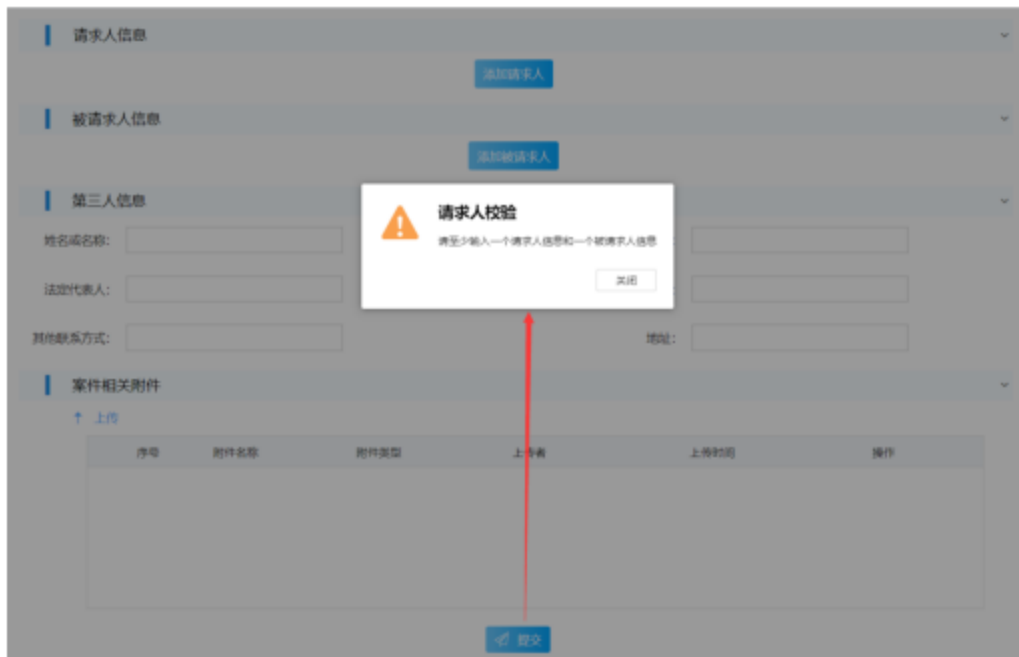 请求人信息
添加请求人
被请求人信息
添加被请求人
第三人信息
请求人校验
请至少输入一个请求人信息和一个被请求人信息
关闭
姓名或名称:
法定代表人:
其他联系方式:
地址:
案件相关附件
上传
序号 附件名称 附件类型 上传者 上传时间 操作
提交